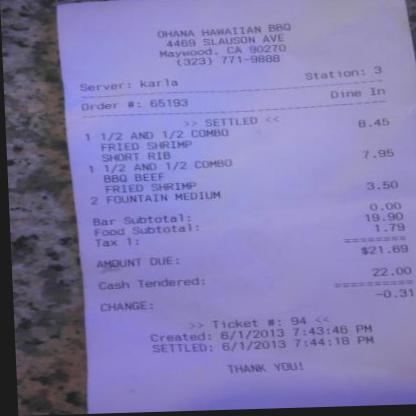 OHANA HAWAIIAN BBQ
4469 SLAUSON AVE
Maywood, CA 90270
(323) 771-9888
Server: karla Station: 3
Order #: 65193 Dine In
>> SETTLED <<
1 1/2 AND 1/2 COMBO 8.45
FRIED SHRIMP
SHORT RIB
1 1/2 AND 1/2 COMBO 7.95
BBQ BEEF
FRIED SHRIMP
2 FOUNTAIN MEDIUM 3.50
Bar Subtotal: 0.00
Food Subtotal: 19.90
Tax 1: 1.79
========
AMOUNT DUE: $21.69
Cash Tendered: 22.00
=========
CHANGE: -0.31
>> Ticket #: 94 <<
Created: 6/1/2013 7:43:46 PM
SETTLED: 6/1/2013 7:44:18 PM
THANK YOU!